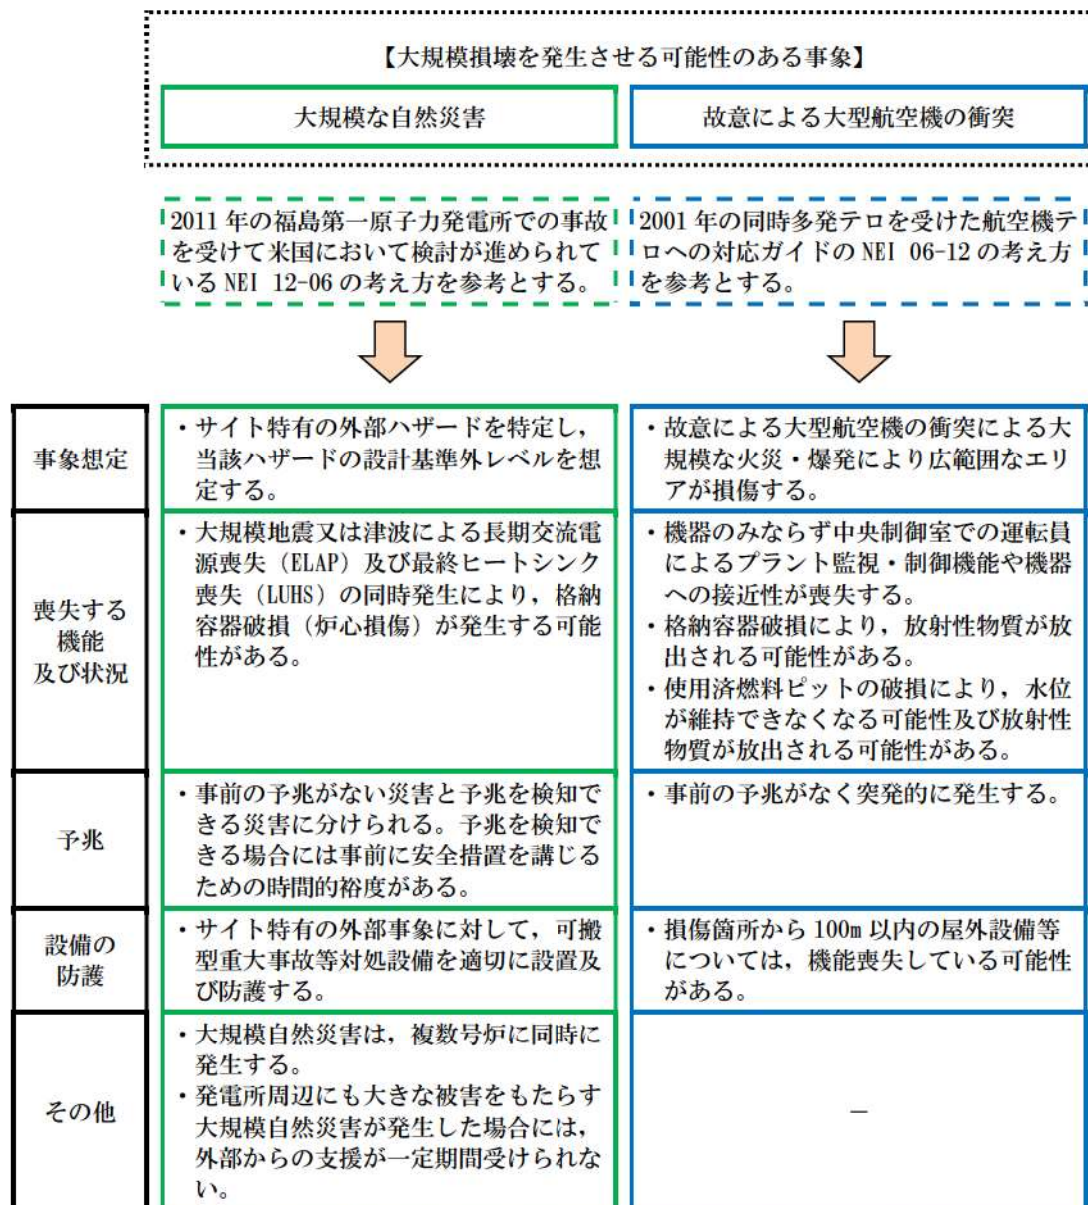 【大規模損壊を発生させる可能性のある事象】
大規模な自然災害
故意による大型航空機の衝突
2011 年の福島第一原子力発電所での事故
を受けて米国において検討が進められて
いる NEI 12-06 の考え方を参考とする。
2001 年の同時多発テロを受けた航空機テ
ロへの対応ガイドの NEI 06-12 の考え方
を参考とする。
事象想定
・サイト特有の外部ハザードを特定し,
当該ハザードの設計基準外レベルを想
定する。
・故意による大型航空機の衝突による大
規模な火災・爆発により広範囲なエリ
アが損傷する。
喪失する
機能
及び状況
・大規模地震又は津波による長期交流電
源喪失（ELAP）及び最終ヒートシンク
喪失（LUHS）の同時発生により，格納
容器破損（炉心損傷）が発生する可能
性がある。
・機器のみならず中央制御室での運転員
によるプラント監視・制御機能や機器
への接近性が喪失する。
・格納容器破損により，放射性物質が放
出される可能性がある。
・使用済燃料ピットの破損により，水位
が維持できなくなる可能性及び放射性
物質が放出される可能性がある。
予兆
・事前の予兆がない災害と予兆を検知で
きる災害に分けられる。予兆を検知で
きる場合には事前に安全措置を講じる
ための時間的裕度がある。
・事前の予兆がなく突発的に発生する。
設備の
防護
・サイト特有の外部事象に対して，可搬
型重大事故等対処設備を適切に設置及
び防護する。
・損傷箇所から 100m 以内の屋外設備等
については，機能喪失している可能性
がある。
その他
・大規模自然災害は，複数号炉に同時に
発生する。
・発電所周辺にも大きな被害をもたらす
大規模自然災害が発生した場合には，
外部からの支援が一定期間受けられな
い。
－